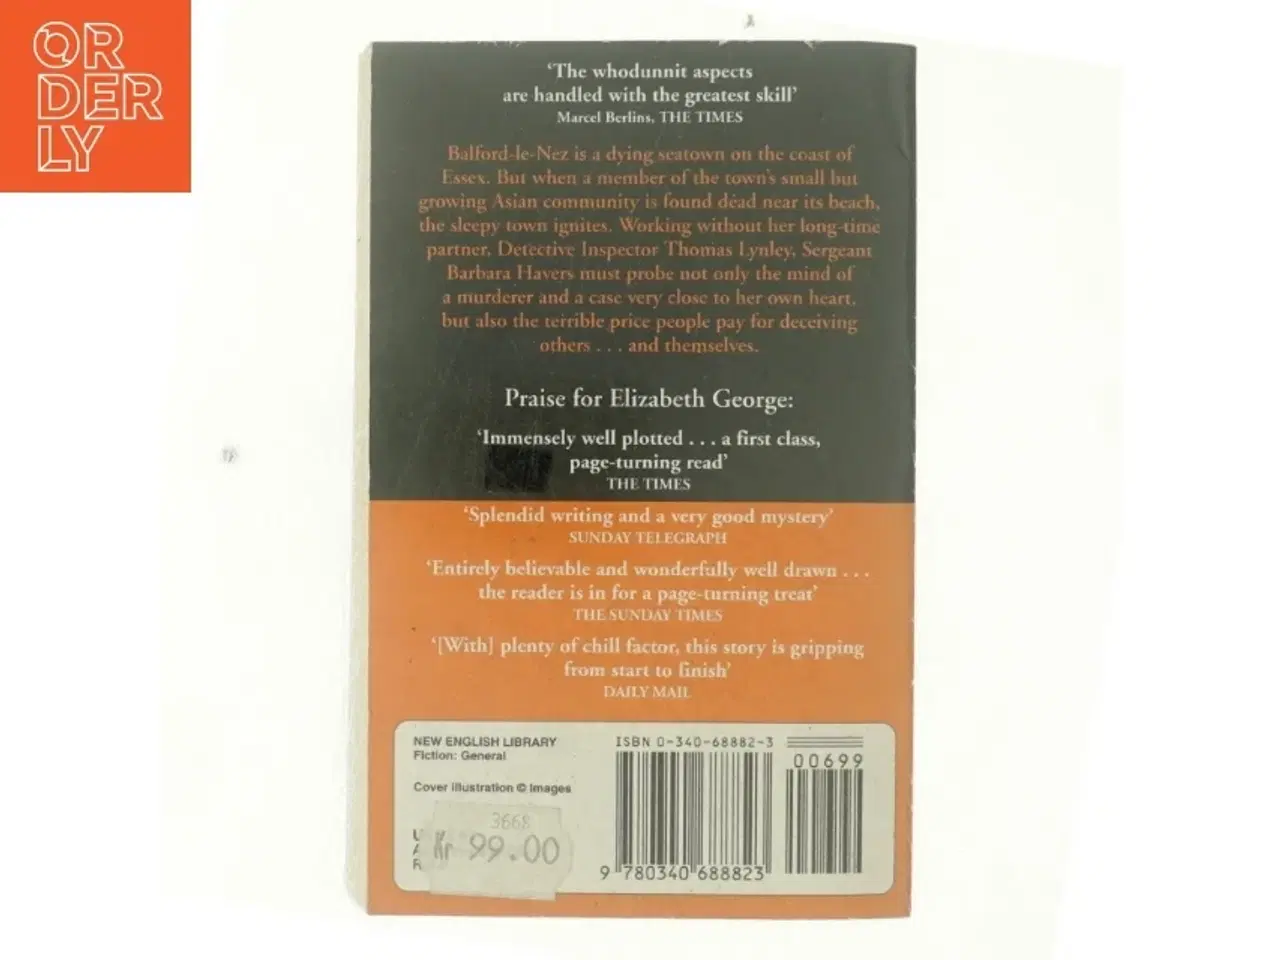 ORDERLY
‘The whodunnit aspects
are handled with the greatest skill’
Marcel Berlins, THE TIMES
Balford-le-Nez is a dying seatown on the coast of
Essex. But when a member of the town's small but
growing Asian community is found dead near its beach,
the sleepy town ignites. Working without her long-time
partner, Detective Inspector Thomas Lynley, Sergeant
Barbara Havers must probe not only the mind of
a murderer and a case very close to her own heart,
but also the terrible price people pay for deceiving
others . . . and themselves.
Praise for Elizabeth George:
‘Immensely well plotted . . . a first class,
page-turning read’
THE TIMES
‘Splendid writing and a very good mystery’
SUNDAY TELEGRAPH
‘Entirely believable and wonderfully well drawn . . .
the reader is in for a page-turning treat’
THE SUNDAY TIMES
‘[With] plenty of chill factor, this story is gripping
from start to finish’
DAILY MAIL
NEW ENGLISH LIBRARY
Fiction: General
Cover illustration © Images
3668
Kr 99.00
ISBN 0-340-68882-3
00699
9 780340 688823